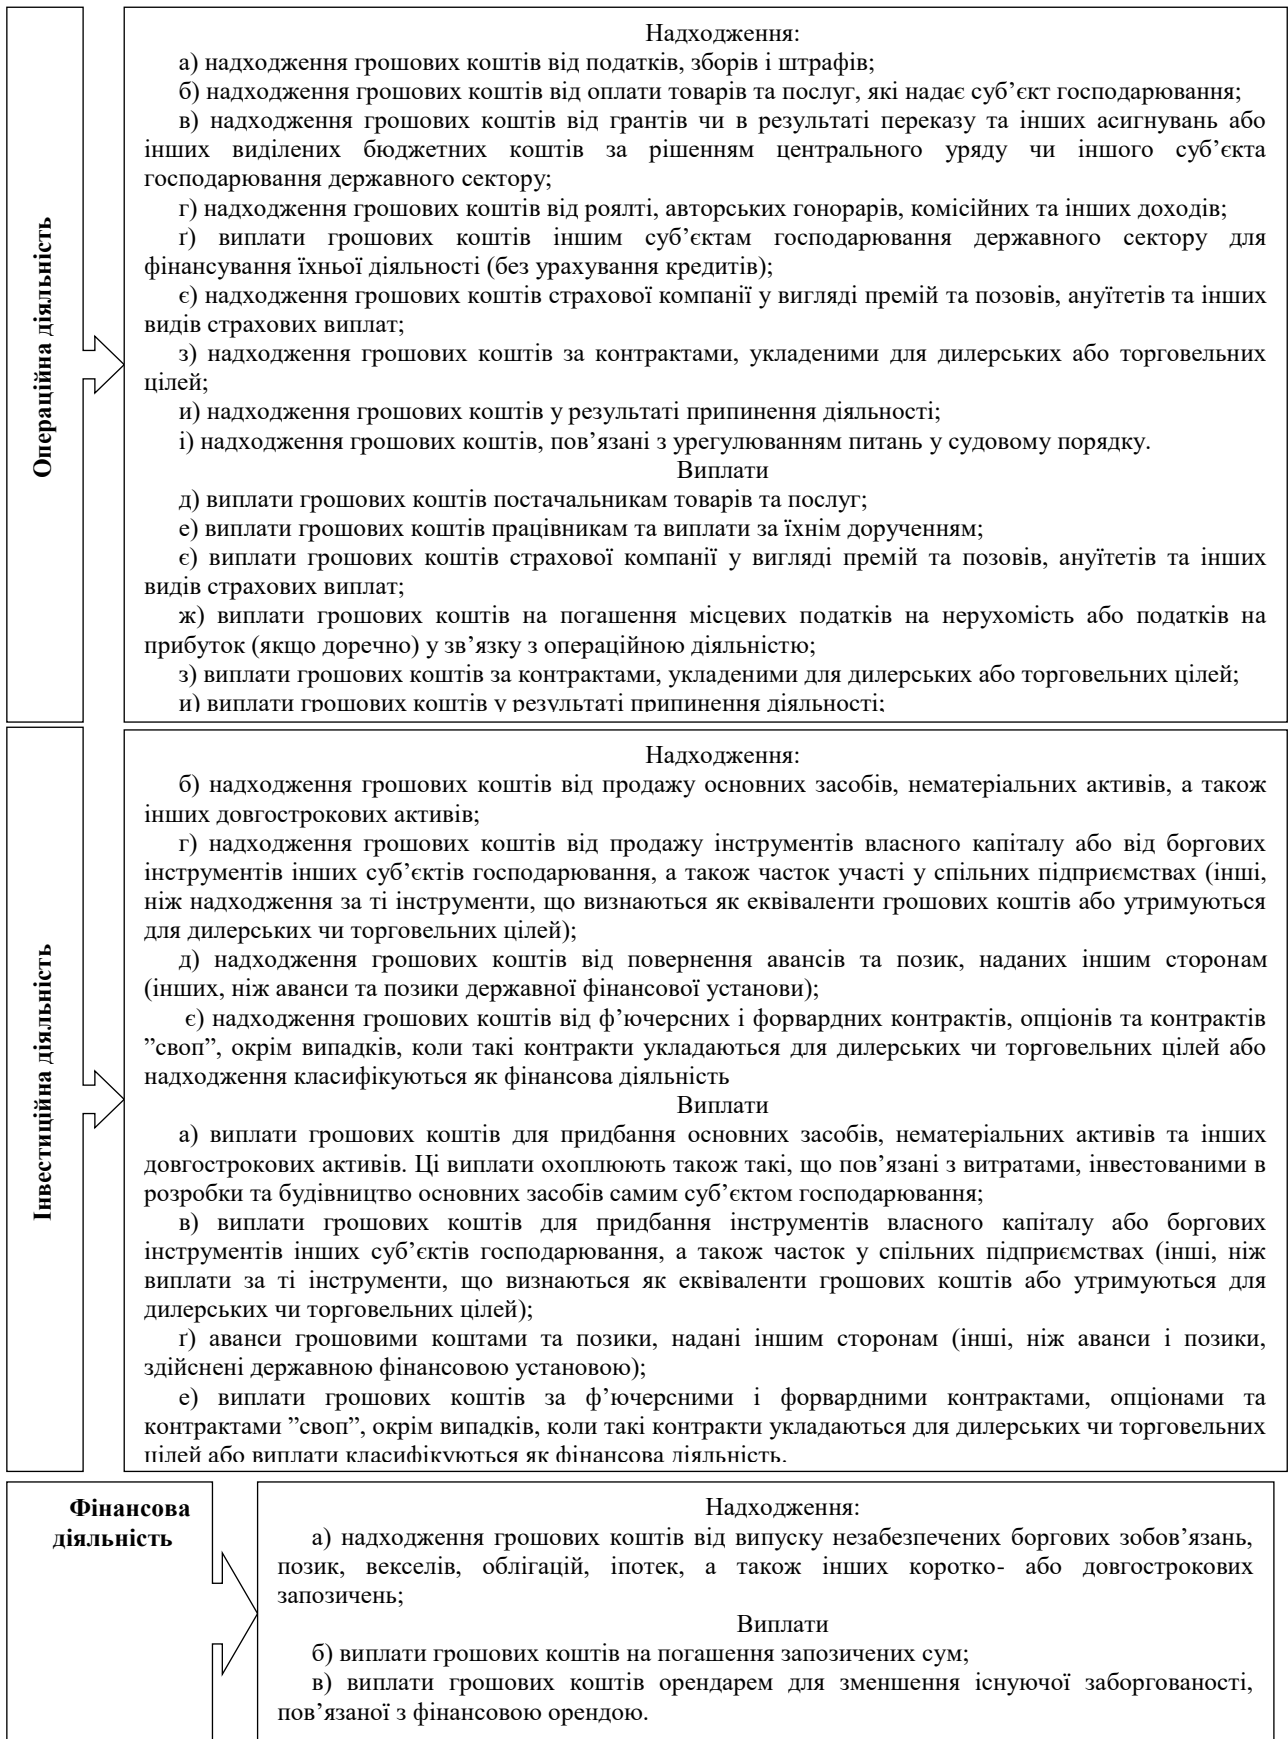 Операційна діяльність
Надходження:
а) надходження грошових коштів від податків, зборів і штрафів;
б) надходження грошових коштів від оплати товарів та послуг, які надає суб’єкт господарювання;
в) надходження грошових коштів від грантів чи в результаті переказу та інших асигнувань або
інших виділених бюджетних коштів за рішенням центрального уряду чи іншого суб’єкта
господарювання державного сектору;
г) надходження грошових коштів від роялті, авторських гонорарів, комісійних та інших доходів;
ґ) виплати грошових коштів іншим суб’єктам господарювання державного сектору для
фінансування їхньої діяльності (без урахування кредитів);
є) надходження грошових коштів страхової компанії у вигляді премій та позовів, ануїтетів та інших
видів страхових виплат;
з) надходження грошових коштів за контрактами, укладеними для дилерських або торговельних
цілей;
и) надходження грошових коштів у результаті припинення діяльності;
і) надходження грошових коштів, пов’язані з урегулюванням питань у судовому порядку.
Виплати
д) виплати грошових коштів постачальникам товарів та послуг;
е) виплати грошових коштів працівникам та виплати за їхнім дорученням;
є) виплати грошових коштів страхової компанії у вигляді премій та позовів, ануїтетів та інших
видів страхових виплат;
ж) виплати грошових коштів на погашення місцевих податків на нерухомість або податків на
прибуток (якщо доречно) у зв’язку з операційною діяльністю;
з) виплати грошових коштів за контрактами, укладеними для дилерських або торговельних цілей;
и) виплати грошових коштів у результаті припинення діяльності;
Інвестиційна діяльність
Надходження:
б) надходження грошових коштів від продажу основних засобів, нематеріальних активів, а також
інших довгострокових активів;
г) надходження грошових коштів від продажу інструментів власного капіталу або від боргових
інструментів інших суб’єктів господарювання, а також часток участі у спільних підприємствах (інші,
ніж надходження за ті інструменти, що визнаються як еквіваленти грошових коштів або утримуються
для дилерських чи торговельних цілей);
д) надходження грошових коштів від повернення авансів та позик, наданих іншим сторонам
(інших, ніж аванси та позики державної фінансової установи);
є) надходження грошових коштів від ф’ючерсних і форвардних контрактів, опціонів та контрактів
”своп”, окрім випадків, коли такі контракти укладаються для дилерських чи торговельних цілей або
надходження класифікуються як фінансова діяльність
Виплати
а) виплати грошових коштів для придбання основних засобів, нематеріальних активів та інших
довгострокових активів. Ці виплати охоплюють також такі, що пов’язані з витратами, інвестованими в
розробки та будівництво основних засобів самим суб’єктом господарювання;
в) виплати грошових коштів для придбання інструментів власного капіталу або боргових
інструментів інших суб’єктів господарювання, а також часток у спільних підприємствах (інші, ніж
виплати за ті інструменти, що визнаються як еквіваленти грошових коштів або утримуються для
дилерських чи торговельних цілей);
ґ) аванси грошовими коштами та позики, надані іншим сторонам (інші, ніж аванси і позики,
здійснені державною фінансовою установою);
е) виплати грошових коштів за ф’ючерсними і форвардними контрактами, опціонами та
контрактами ”своп”, окрім випадків, коли такі контракти укладаються для дилерських чи торговельних
цілей або виплати класифікуються як фінансова діяльність.
Фінансова
діяльність
Надходження:
а) надходження грошових коштів від випуску незабезпечених боргових зобов’язань,
позик, векселів, облігацій, іпотек, а також інших коротко- або довгострокових
запозичень;
Виплати
б) виплати грошових коштів на погашення запозичених сум;
в) виплати грошових коштів орендарем для зменшення існуючої заборгованості,
пов’язаної з фінансовою орендою.